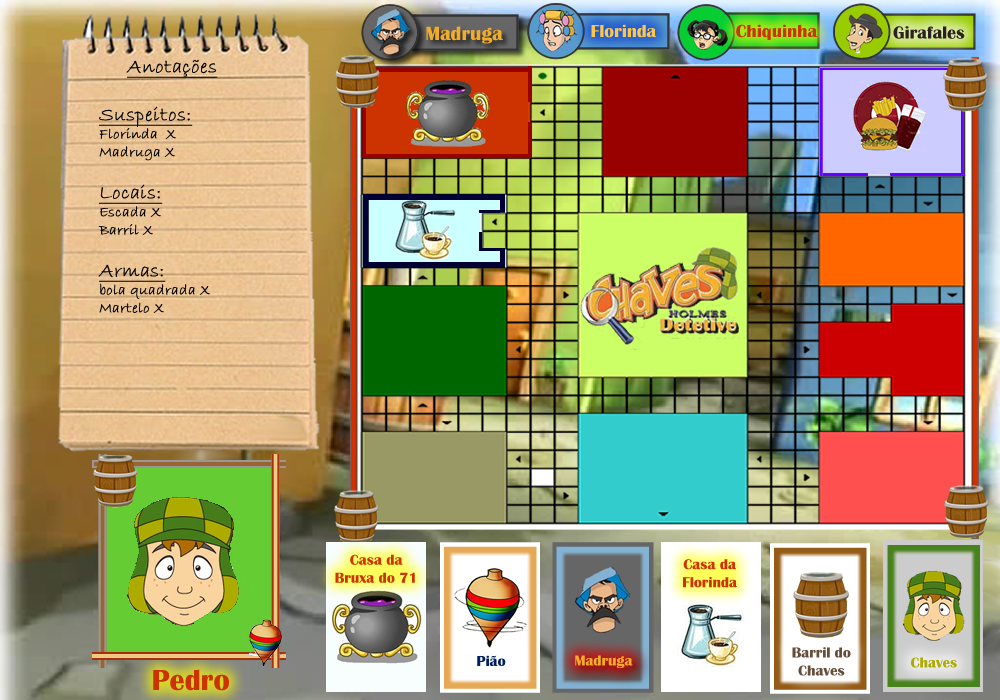 Madruga
Florinda
Chiquinha
Girafales
Anotações
Suspeitos:
Florinda X
Madruga X
Locais:
Escada X
Barril X
Armas:
bola quadrada X
Martelo X
Chaves
HOLMES
Detetive
Pedro
Casa da
Bruxa do 71
Pião
Madruga
Casa da
Florinda
Barril do
Chaves
Chaves